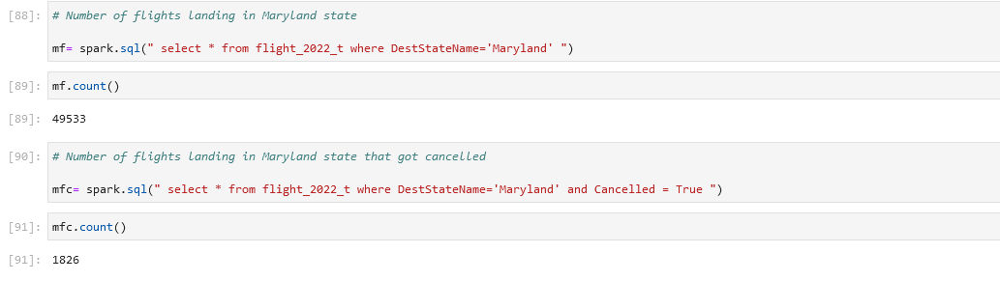 [88]: # Number of flights landing in Maryland state
mf= spark.sql(" select * from flight_2022_t where DestStateName='Maryland' ")
[89]: mf.count()
[89]: 49533
[90]: # Number of flights landing in Maryland state that got cancelled
mfc= spark.sql(" select * from flight_2022_t where DestStateName='Maryland' and Cancelled = True ")
[91]: mfc.count()
[91]: 1826